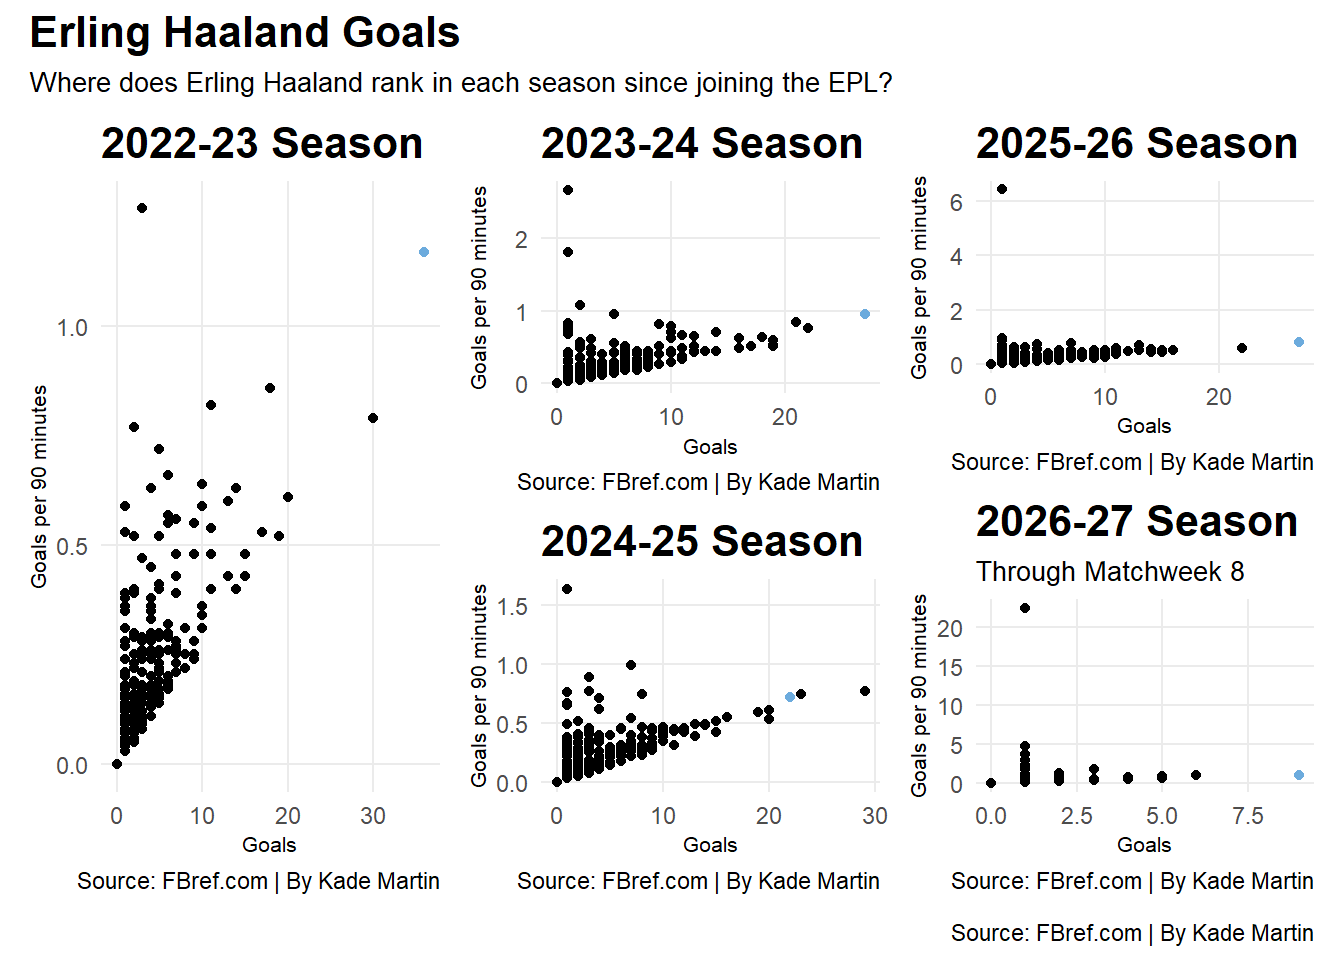 Erling Haaland Goals
Where does Erling Haaland rank in each season since joining the EPL?
2022-23 Season
Goals per 90 minutes
1.0
0.5
0.0
0 10 20 30
Goals
Source: FBref.com | By Kade Martin
2023-24 Season
Goals per 90 minutes
2
1
0
0 10 20
Goals
Source: FBref.com | By Kade Martin
2024-25 Season
Goals per 90 minutes
1.5
1.0
0.5
0.0
0 10 20 30
Goals
Source: FBref.com | By Kade Martin
2025-26 Season
Goals per 90 minutes
6
4
2
0
0 10 20
Goals
Source: FBref.com | By Kade Martin
2026-27 Season
Through Matchweek 8
Goals per 90 minutes
20
15
10
5
0
0.0 2.5 5.0 7.5
Goals
Source: FBref.com | By Kade Martin
Source: FBref.com | By Kade Martin